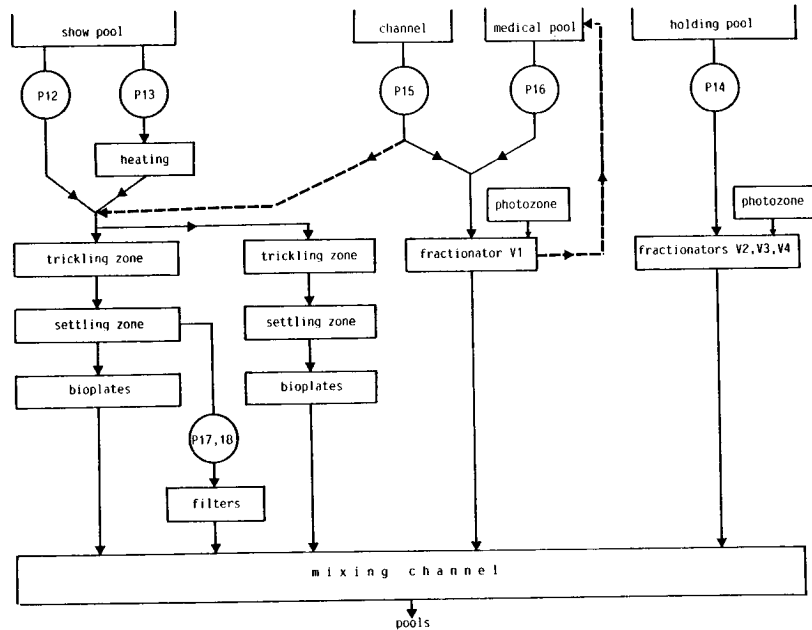 show pool
channel
medical pool
holding pool
P12
P13
P15
P16
P14
heating
photozone
photozone
trickling zone
trickling zone
fractionator V1
fractionators V2,V3,V4
settling zone
settling zone
bioplates
bioplates
P17,18
filters
mixing channel
pools